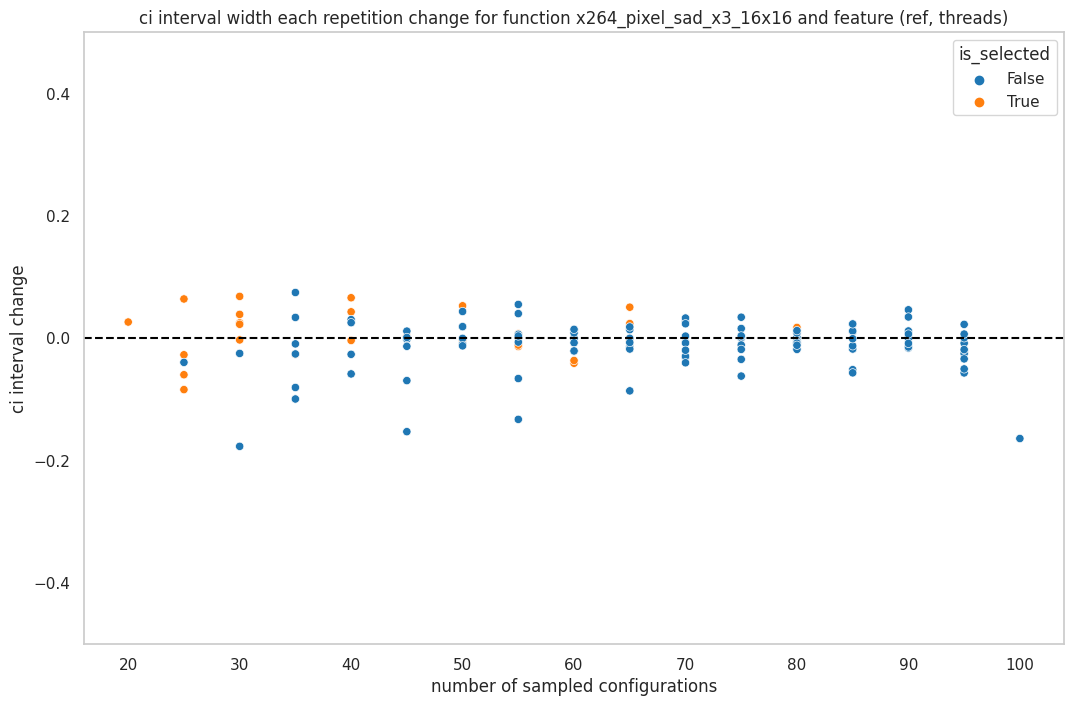 ci interval width each repetition change for function x264_pixel_sad_x3_16x16 and feature (ref, threads)
is_selected
False
True
0.4
0.2
0.0
−0.2
−0.4
ci interval change
20 30 40 50 60 70 80 90 100
number of sampled configurations